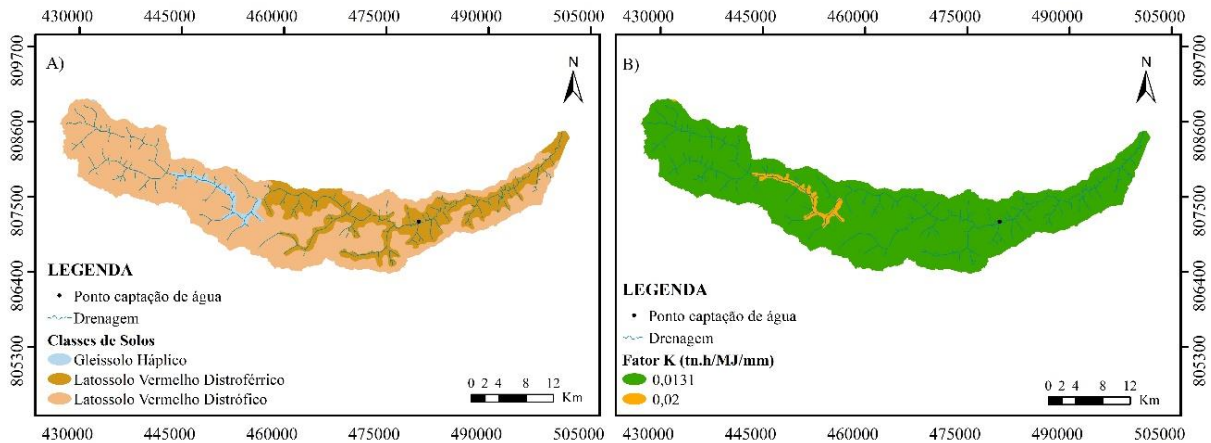 430000 445000 460000 475000 490000 505000
A)
N
809700
808600
807500
806400
805300
LEGENDA
Ponto captação de água
Drenagem
Classes de Solos
Gleissolo Háplico
Latossolo Vermelho Distroférrico
Latossolo Vermelho Distrófico
0 2 4 8 12
Km
430000 445000 460000 475000 490000 505000
430000 445000 460000 475000 490000 505000
B)
N
809700
808600
807500
806400
805300
LEGENDA
Ponto captação de água
Drenagem
Fator K (tn.h/MJ/mm)
0,0131
0,02
0 2 4 8 12
Km
430000 445000 460000 475000 490000 505000